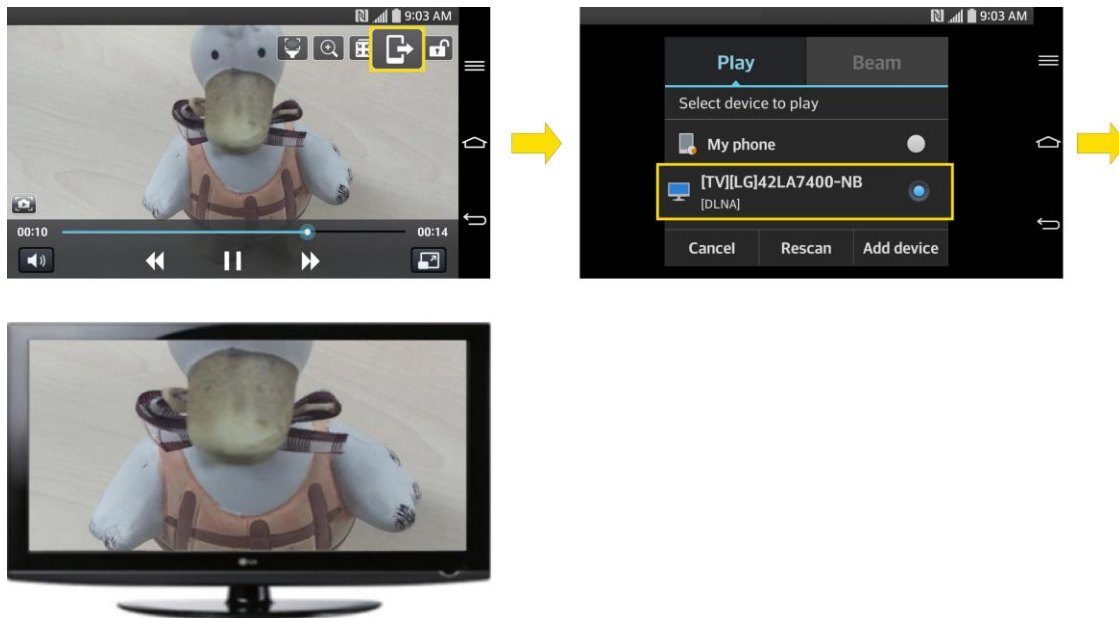 9:03 AM
00:10
00:14
9:03 AM
Play
Beam
Select device to play
My phone
[TV][LG]42LA7400-NB
[DLNA]
Cancel Rescan Add device